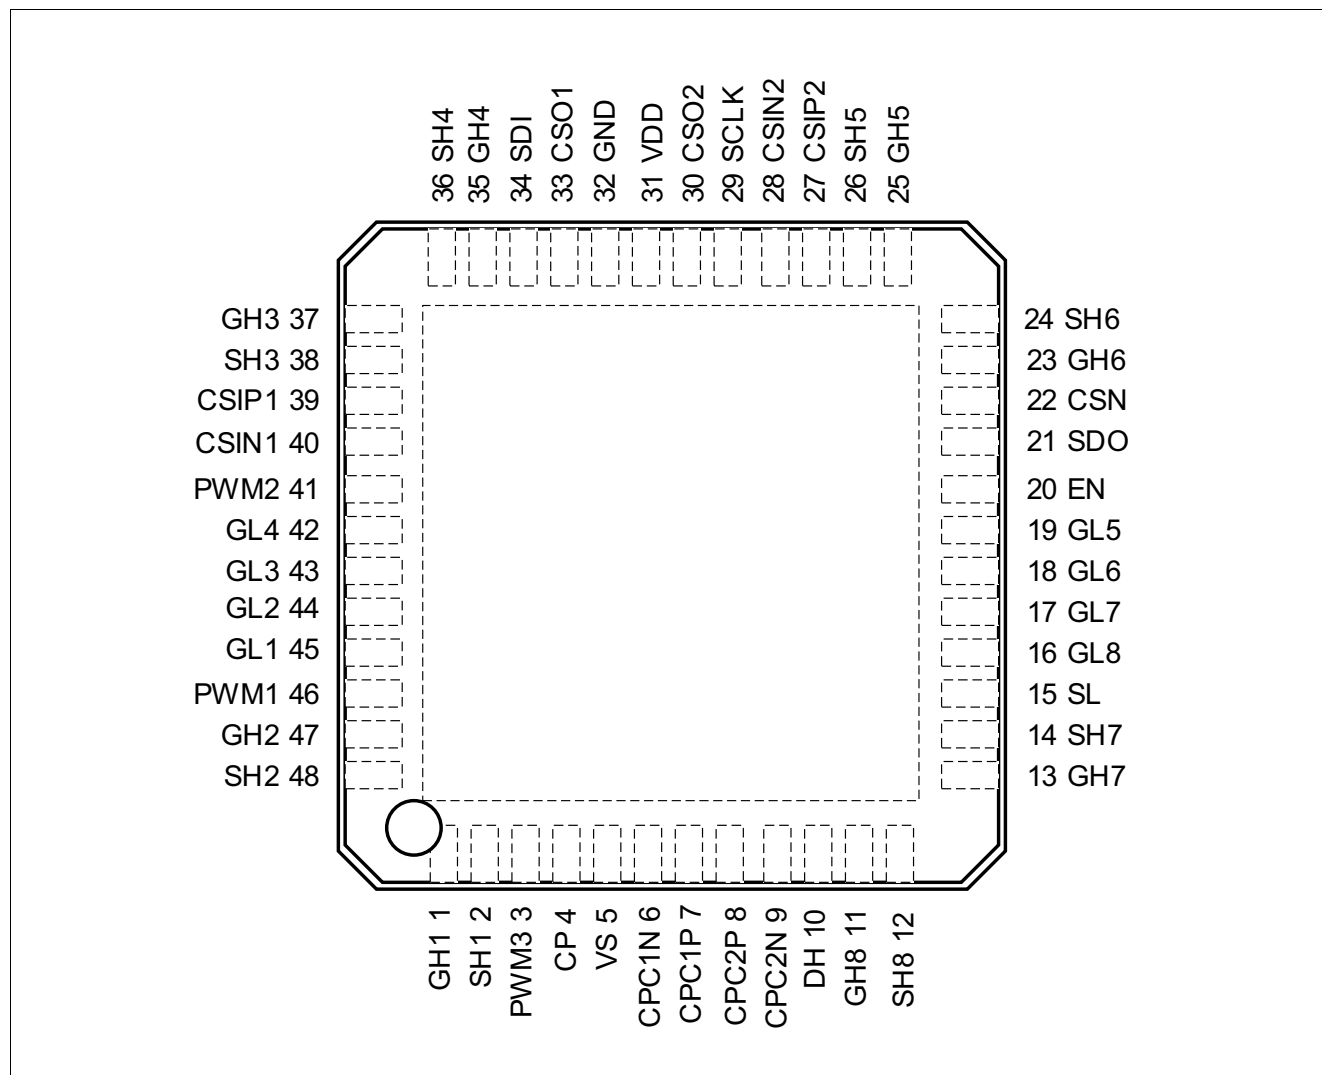 36 SH4
35 GH4
34 SDI
33 CSO1
32 GND
31 VDD
30 CSO2
29 SCLK
28 CSIN2
27 CSIP2
26 SH5
25 GH5
GH3 37
SH3 38
CSIP1 39
CSIN1 40
PWM2 41
GL4 42
GL3 43
GL2 44
GL1 45
PWM1 46
GH2 47
SH2 48
24 SH6
23 GH6
22 CSN
21 SDO
20 EN
19 GL5
18 GL6
17 GL7
16 GL8
15 SL
14 SH7
13 GH7
GH1 1
SH1 2
PWM3 3
CP 4
VS 5
CPC1N 6
CPC1P 7
CPC2P 8
CPC2N 9
DH 10
GH8 11
SH8 12